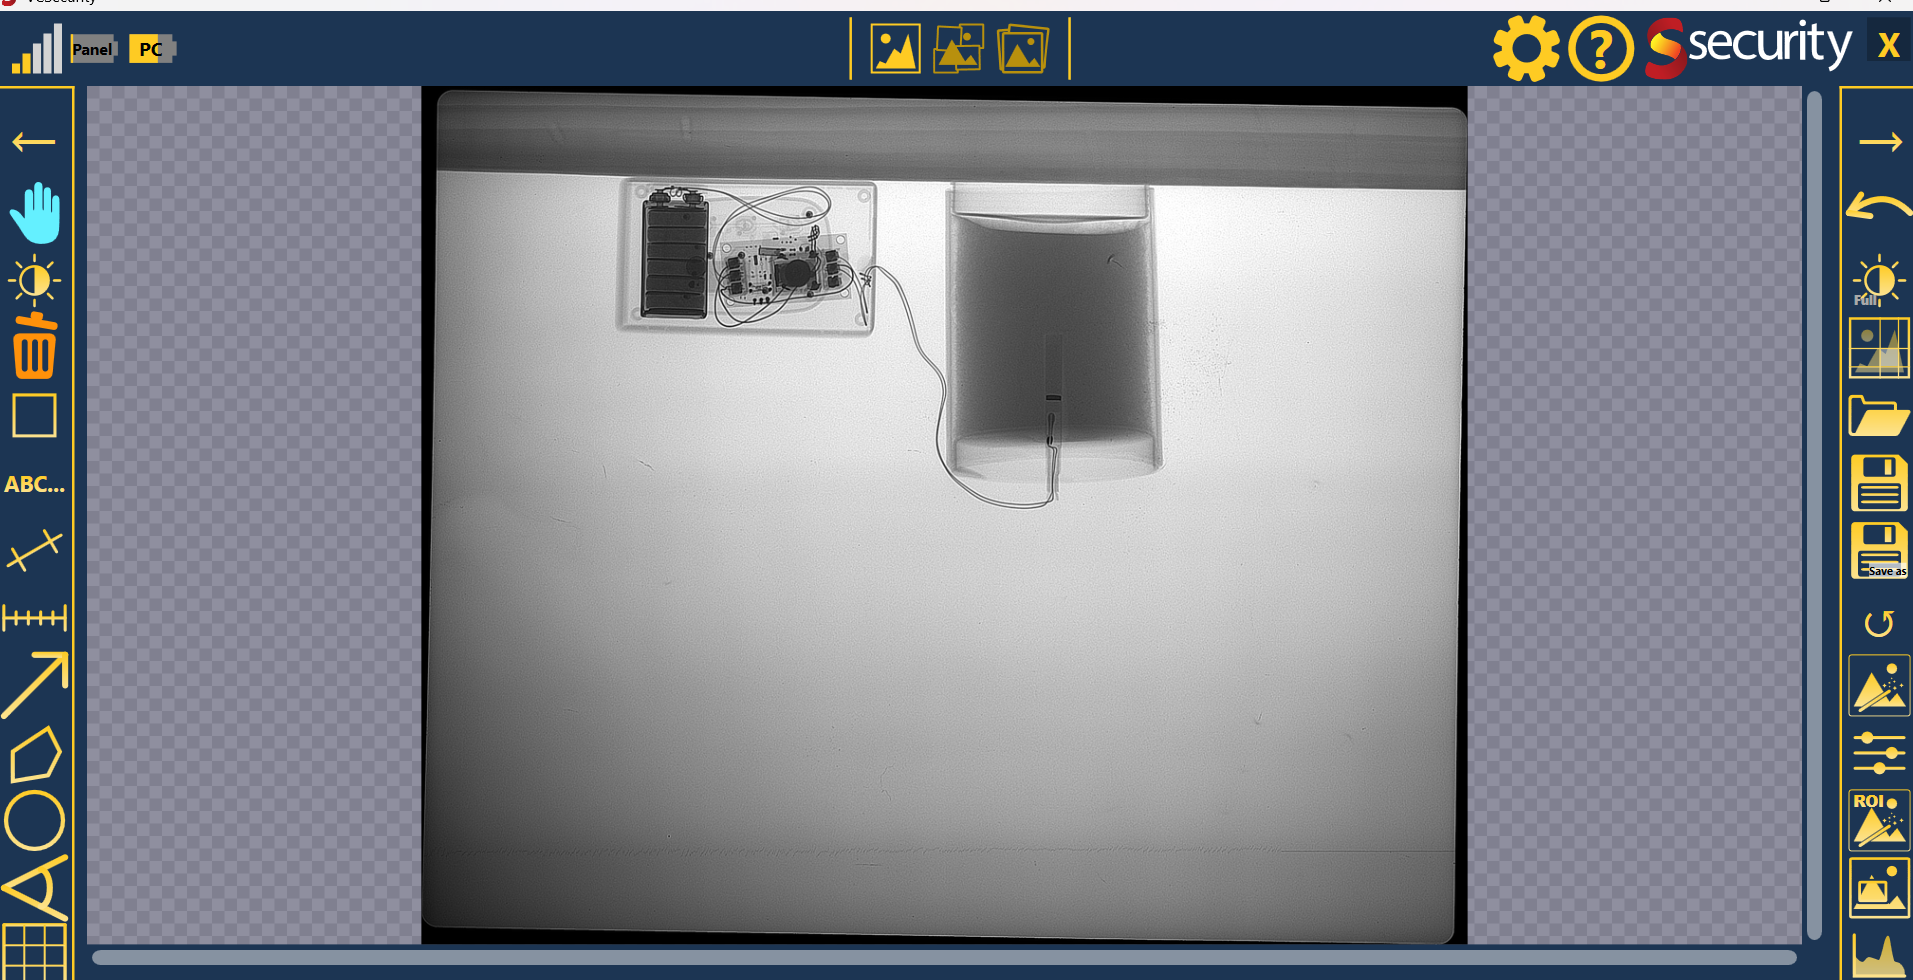 Panel
PC
?
security
X
Full
ABC...
Save as
ROI